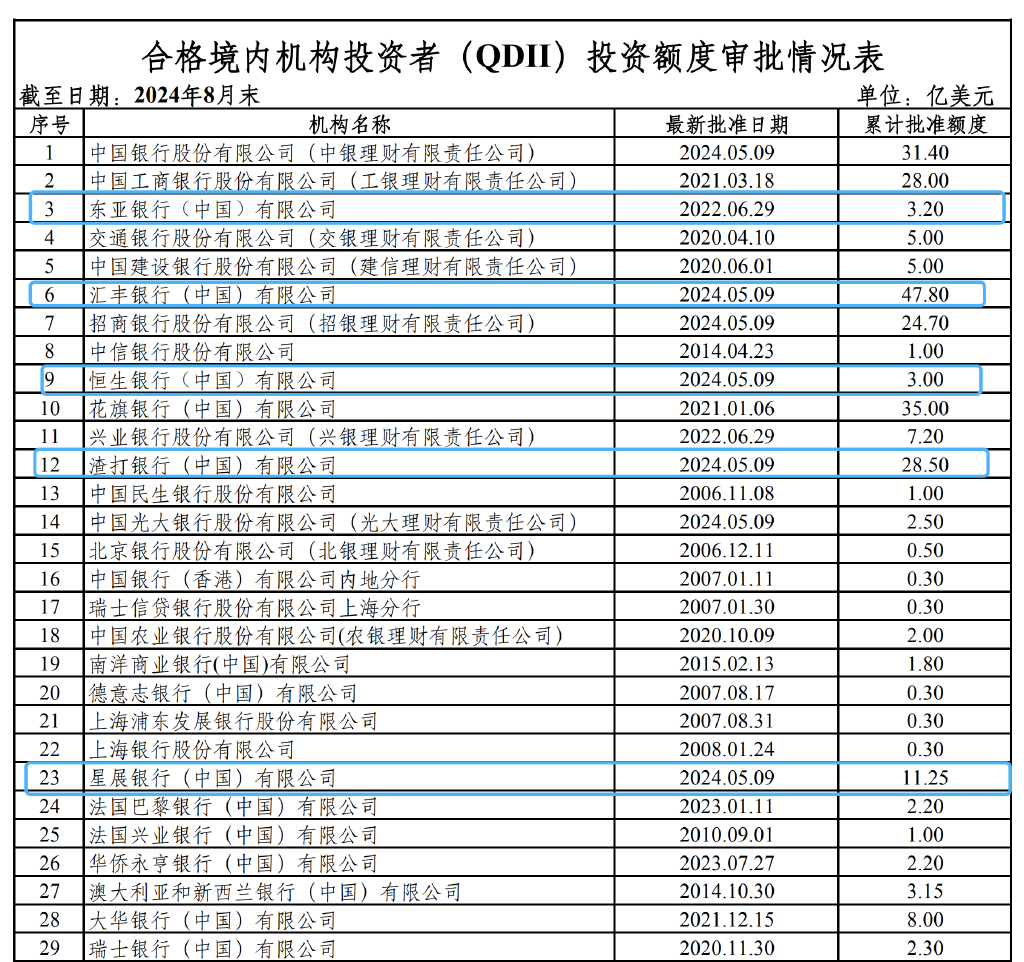 合格境内机构投资者（QDII）投资额度审批情况表
截至日期：2024年8月末 单位：亿美元
序号 机构名称 最新批准日期 累计批准额度
1 中国银行股份有限公司（中银理财有限责任公司） 2024.05.09 31.40
2 中国工商银行股份有限公司（工银理财有限责任公司） 2021.03.18 28.00
3 东亚银行（中国）有限公司 2022.06.29 3.20
4 交通银行股份有限公司（交银理财有限责任公司） 2020.04.10 5.00
5 中国建设银行股份有限公司（建信理财有限责任公司） 2020.06.01 5.00
6 汇丰银行（中国）有限公司 2024.05.09 47.80
7 招商银行股份有限公司（招银理财有限责任公司） 2024.05.09 24.70
8 中信银行股份有限公司 2014.04.23 1.00
9 恒生银行（中国）有限公司 2024.05.09 3.00
10 花旗银行（中国）有限公司 2021.01.06 35.00
11 兴业银行股份有限公司（兴银理财有限责任公司） 2022.06.29 7.20
12 渣打银行（中国）有限公司 2024.05.09 28.50
13 中国民生银行股份有限公司 2006.11.08 1.00
14 中国光大银行股份有限公司（光大理财有限责任公司） 2024.05.09 2.50
15 北京银行股份有限公司（北银理财有限责任公司） 2006.12.11 0.50
16 中国银行（香港）有限公司内地分行 2007.01.11 0.30
17 瑞士信贷银行股份有限公司上海分行 2007.01.30 0.30
18 中国农业银行股份有限公司(农银理财有限责任公司） 2020.10.09 2.00
19 南洋商业银行(中国)有限公司 2015.02.13 1.80
20 德意志银行（中国）有限公司 2007.08.17 0.30
21 上海浦东发展银行股份有限公司 2007.08.31 0.30
22 上海银行股份有限公司 2008.01.24 0.30
23 星展银行（中国）有限公司 2024.05.09 11.25
24 法国巴黎银行（中国）有限公司 2023.01.11 2.20
25 法国兴业银行（中国）有限公司 2010.09.01 1.00
26 华侨永亨银行（中国）有限公司 2023.07.27 2.20
27 澳大利亚和新西兰银行（中国）有限公司 2014.10.30 3.15
28 大华银行（中国）有限公司 2021.12.15 8.00
29 瑞士银行（中国）有限公司 2020.11.30 2.30